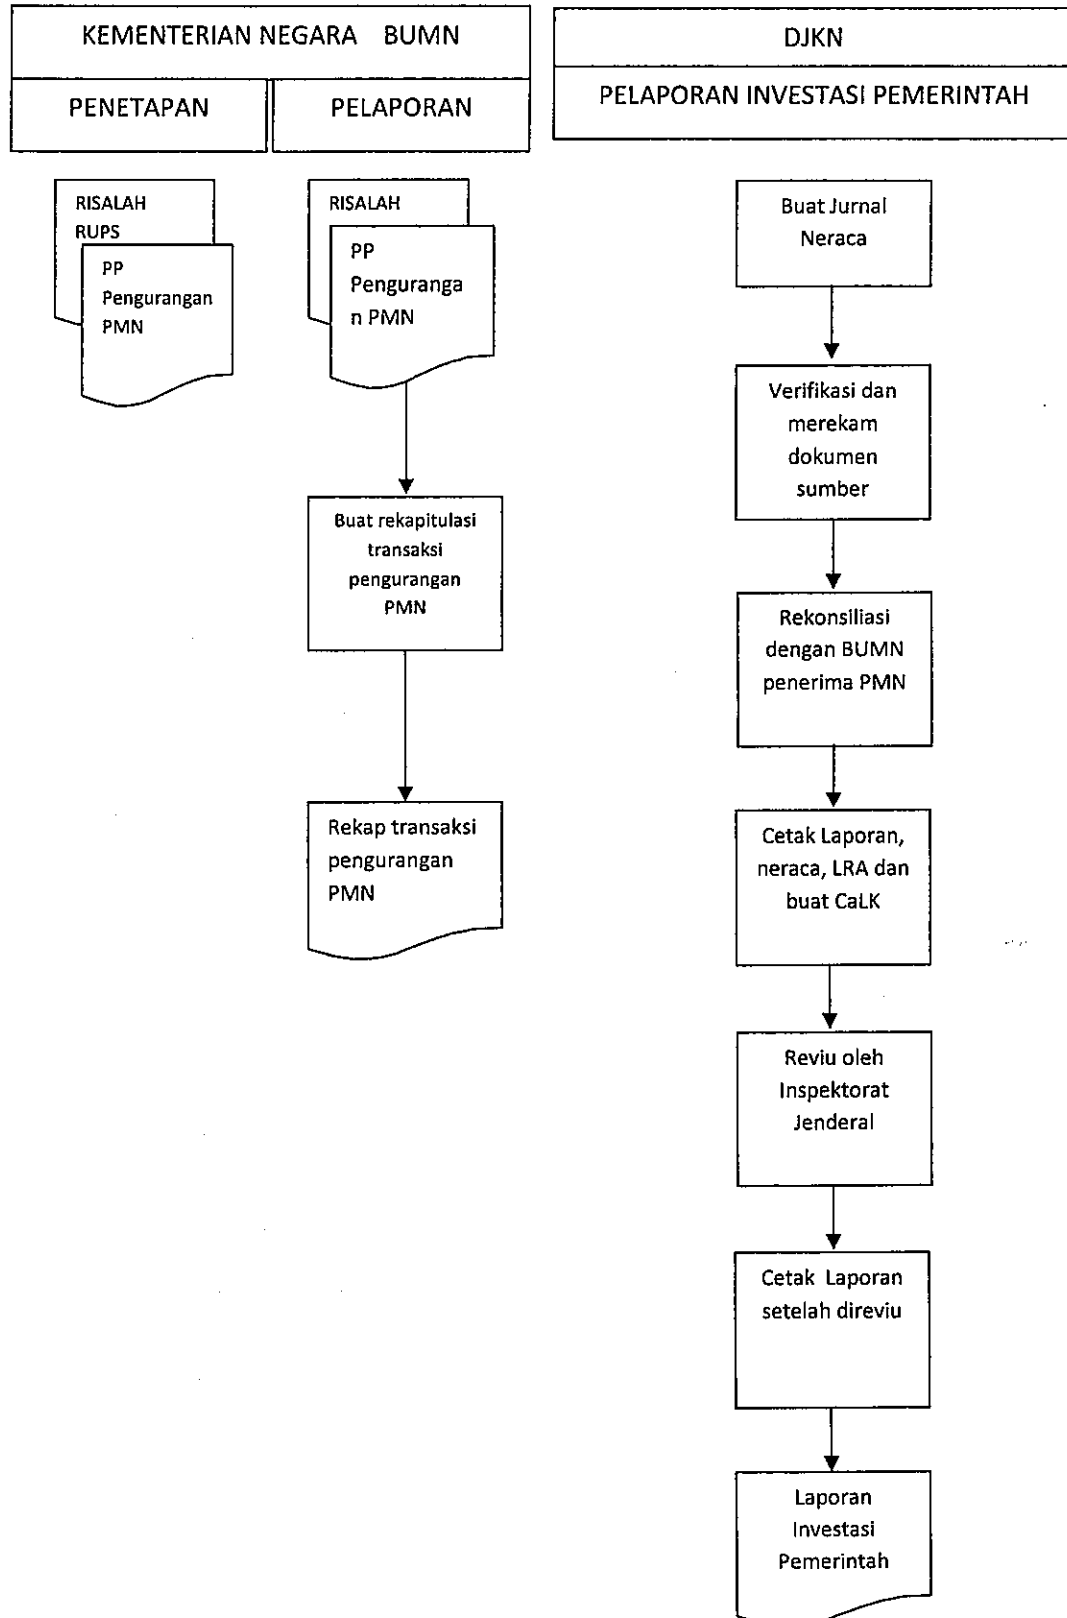 KEMENTERIAN NEGARA BUMN
PENETAPAN
PELAPORAN
RISALAH
RUPS
PP
Pengurangan
PMN
RISALAH
PP
Penguranga
n PMN
Buat rekapitulasi
transaksi
pengurangan
PMN
Rekap transaksi
pengurangan
PMN
DJKN
PELAPORAN INVESTASI PEMERINTAH
Buat Jurnal
Neraca
Verifikasi dan
merekam
dokumen
sumber
Rekonsiliasi
dengan BUMN
penerima PMN
Cetak Laporan,
neraca, LRA dan
buat CaLK
Reviu oleh
Inspektorat
Jenderal
Cetak Laporan
setelah direviu
Laporan
Investasi
Pemerintah